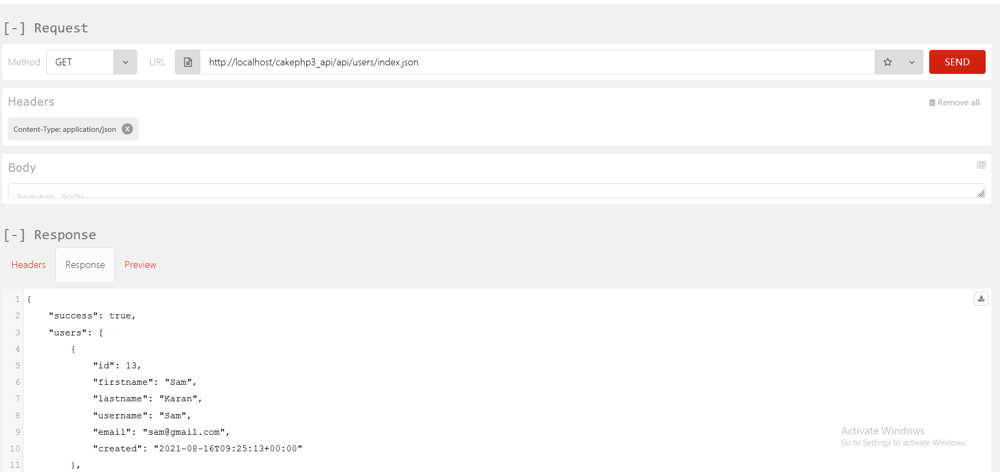 [-] Request
Method GET URL http://localhost/cakephp3_api/api/users/index.json SEND
Headers Remove all
Content-Type: application/json X
Body
Request Body
[-] Response
Headers Response Preview
1 {
2 "success": true,
3 "users": [
4 {
5 "id": 13,
6 "firstname": "Sam",
7 "lastname": "Karan",
8 "username": "Sam",
9 "email": "sam@gmail.com",
10 "created": "2021-08-16T09:25:13+00:00"
11 },
Activate Windows
Go to Settings to activate Windows.